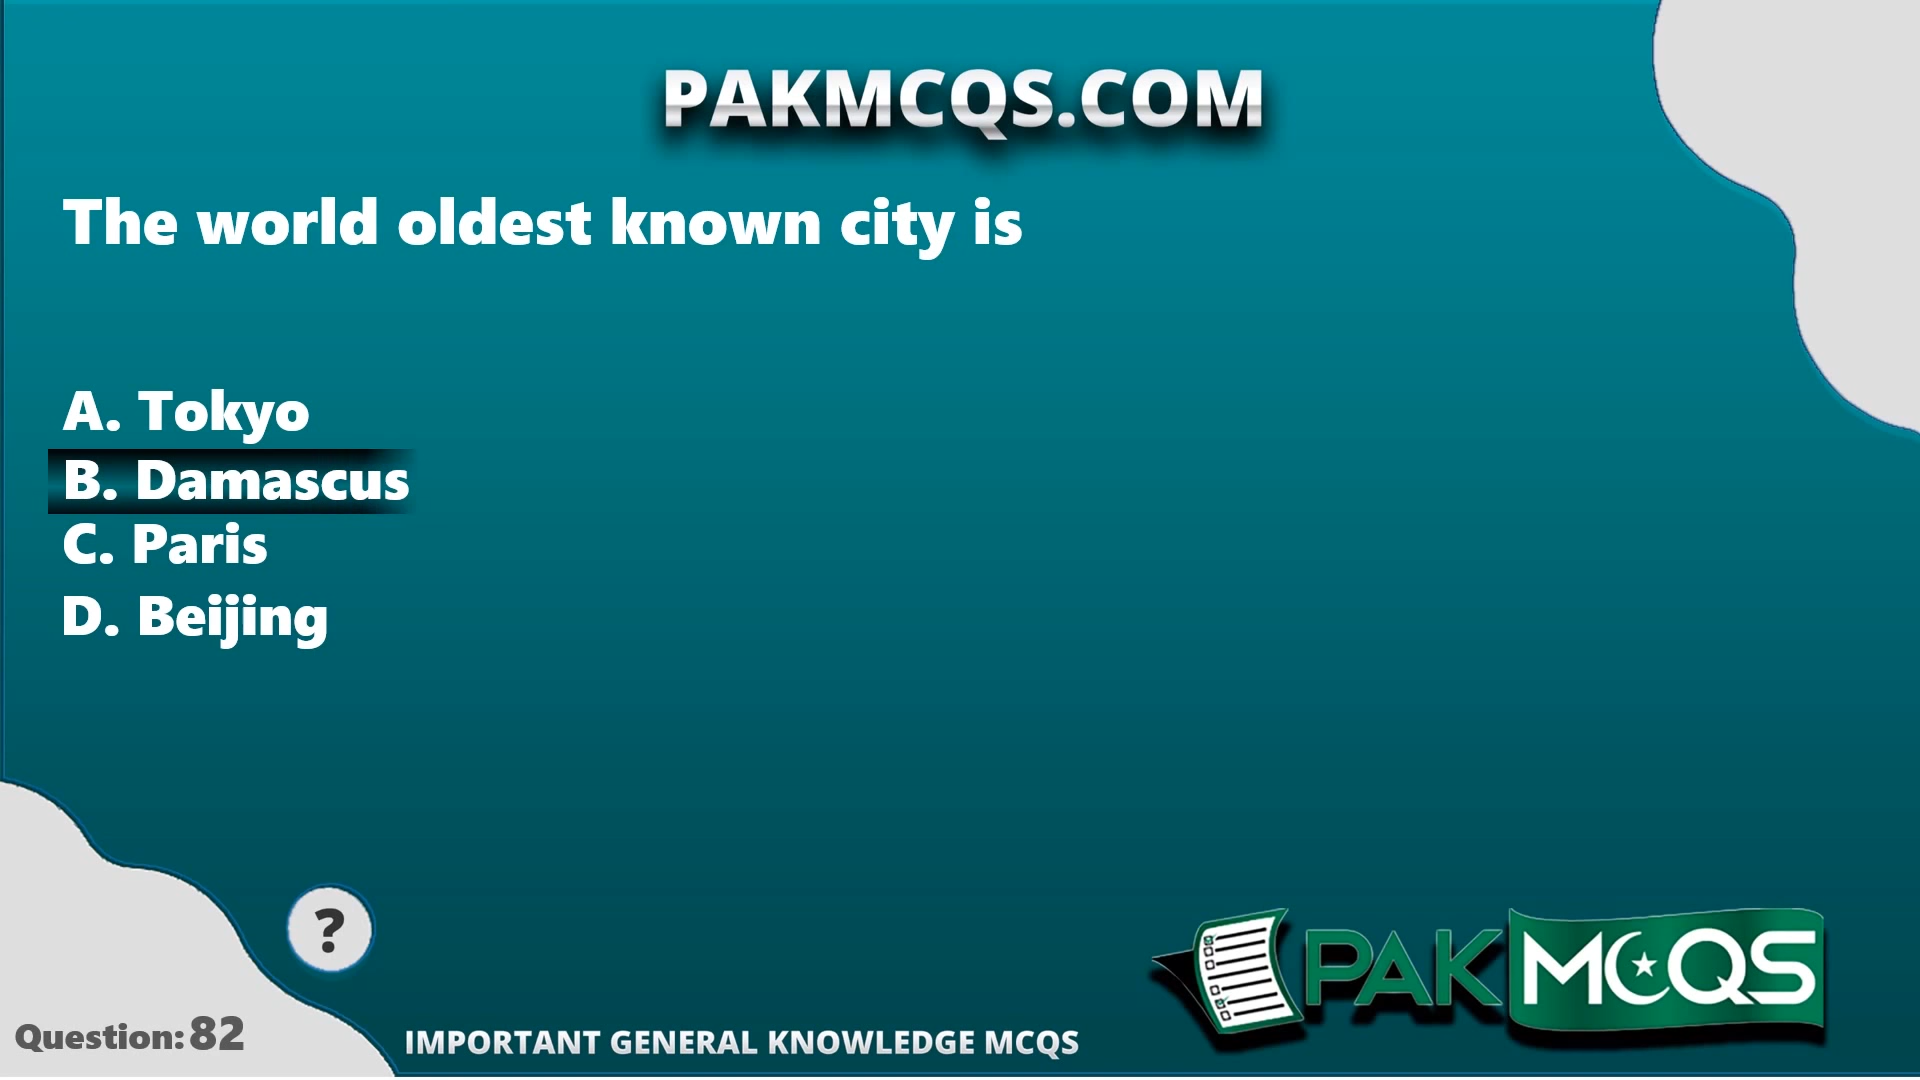 PAKMCQS.COM
The world oldest known city is
A. Tokyo
B. Damascus
C. Paris
D. Beijing
?
Question: 82
IMPORTANT GENERAL KNOWLEDGE MCQS
PAK MCQS